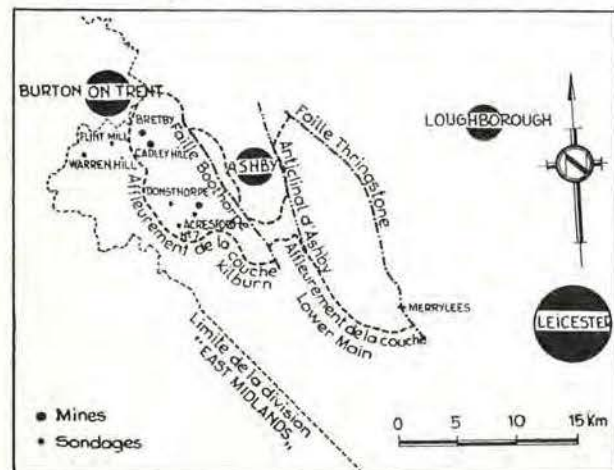 BURTON ON TRENT
BRETBY
FLINT MILL
CADLEY HILL
WARREN HILL
DONSTHORPE
ACRESFORD
Nº7
ASHBY
LOUGHBOROUGH
LEICESTER
MERRYLEES
Faille Boothorpe
Faille Thringstone
Anticlinal d'Ashby
Affleurement de la couche
Kilburn
Affleurement de la couche
Lower Main
Limite de la division
"EAST MIDLANDS"
N
Mines
Sondages
0 5 10 15 Km